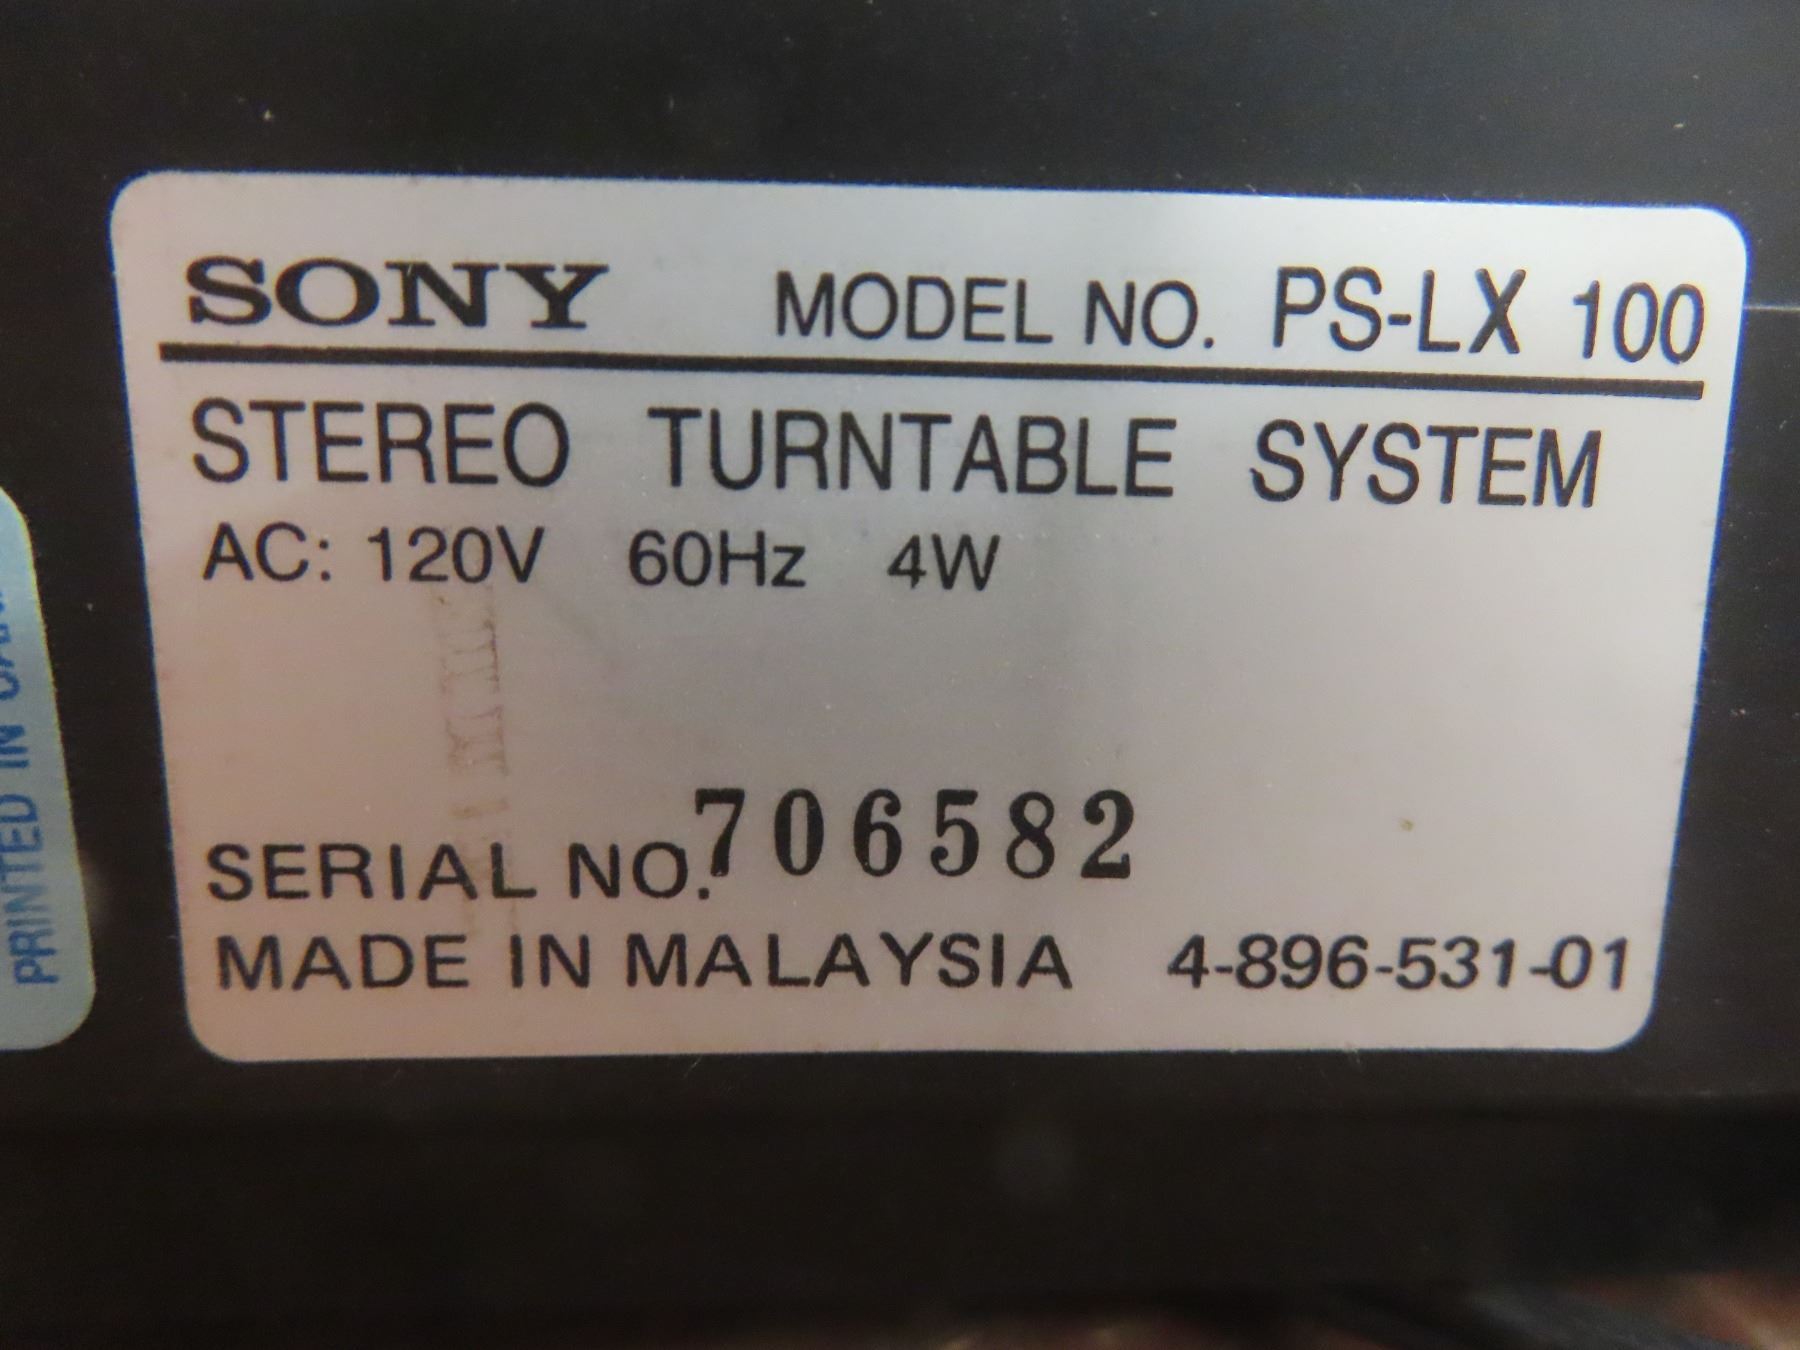 SONY MODEL NO. PS-LX 100
STEREO TURNTABLE SYSTEM
AC: 120V 60Hz 4W
SERIAL NO. 706582
MADE IN MALAYSIA 4-896-531-01
PRINTED IN